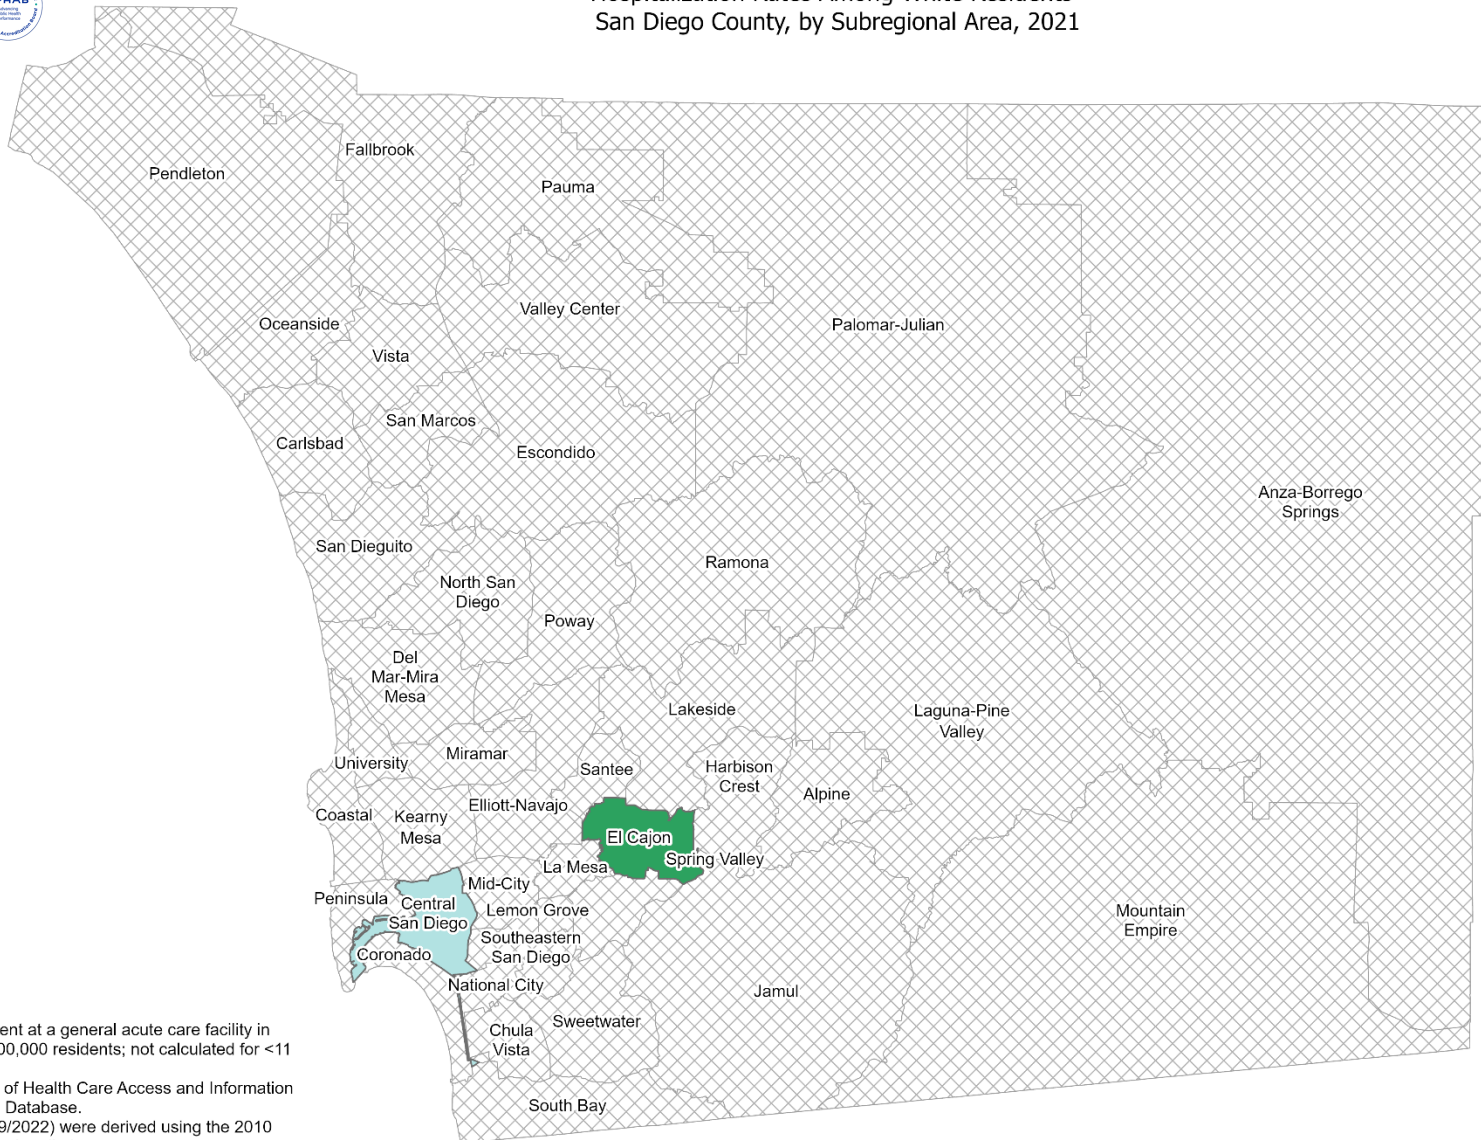 San Diego County, by Subregional Area, 2021
Fallbrook
Pendleton
Pauma
Valley Center
Oceanside
Palomar-Julian
Vista
San Marcos
Carlsbad
Escondido
Anza-Borrego
Springs
San Dieguito
Ramona
North San
Diego
Poway
Del
Mar-Mira
Mesa
Lakeside
Laguna-Pine
Valley
Miramar
University
Santee
Harbison
Crest
Alpine
Elliott-Navajo
Coastal
Kearny
Mesa
El Cajon
Spring Valley
La Mesa
Mid-City
Peninsula
Central
San Diego
Lemon Grove
Mountain
Empire
Southeastern
San Diego
Coronado
National City
Jamul
Sweetwater
Chula
Vista
South Bay
ent at a general acute care facility in
00,000 residents; not calculated for <11
of Health Care Access and Information
Database.
9/2022) were derived using the 2010